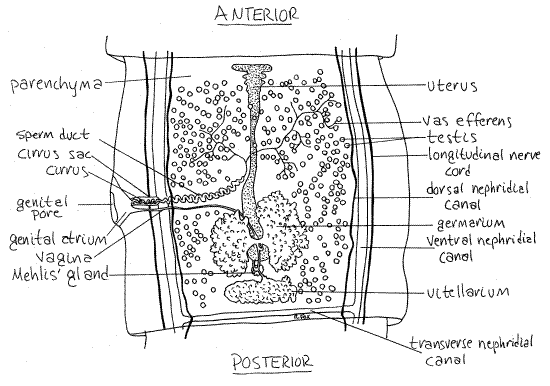 ANTERIOR
parenchyma
uterus
vas efferens
testis
sperm duct
cirrus sac
cirrus
longitudinal nerve
cord
dorsal nephridial
canal
genital
pore
germarium
genital atrium
ventral nephridial
canal
vagina
Mehlis' gland
vitellarium
R.Fox
transverse nephridial
canal
POSTERIOR